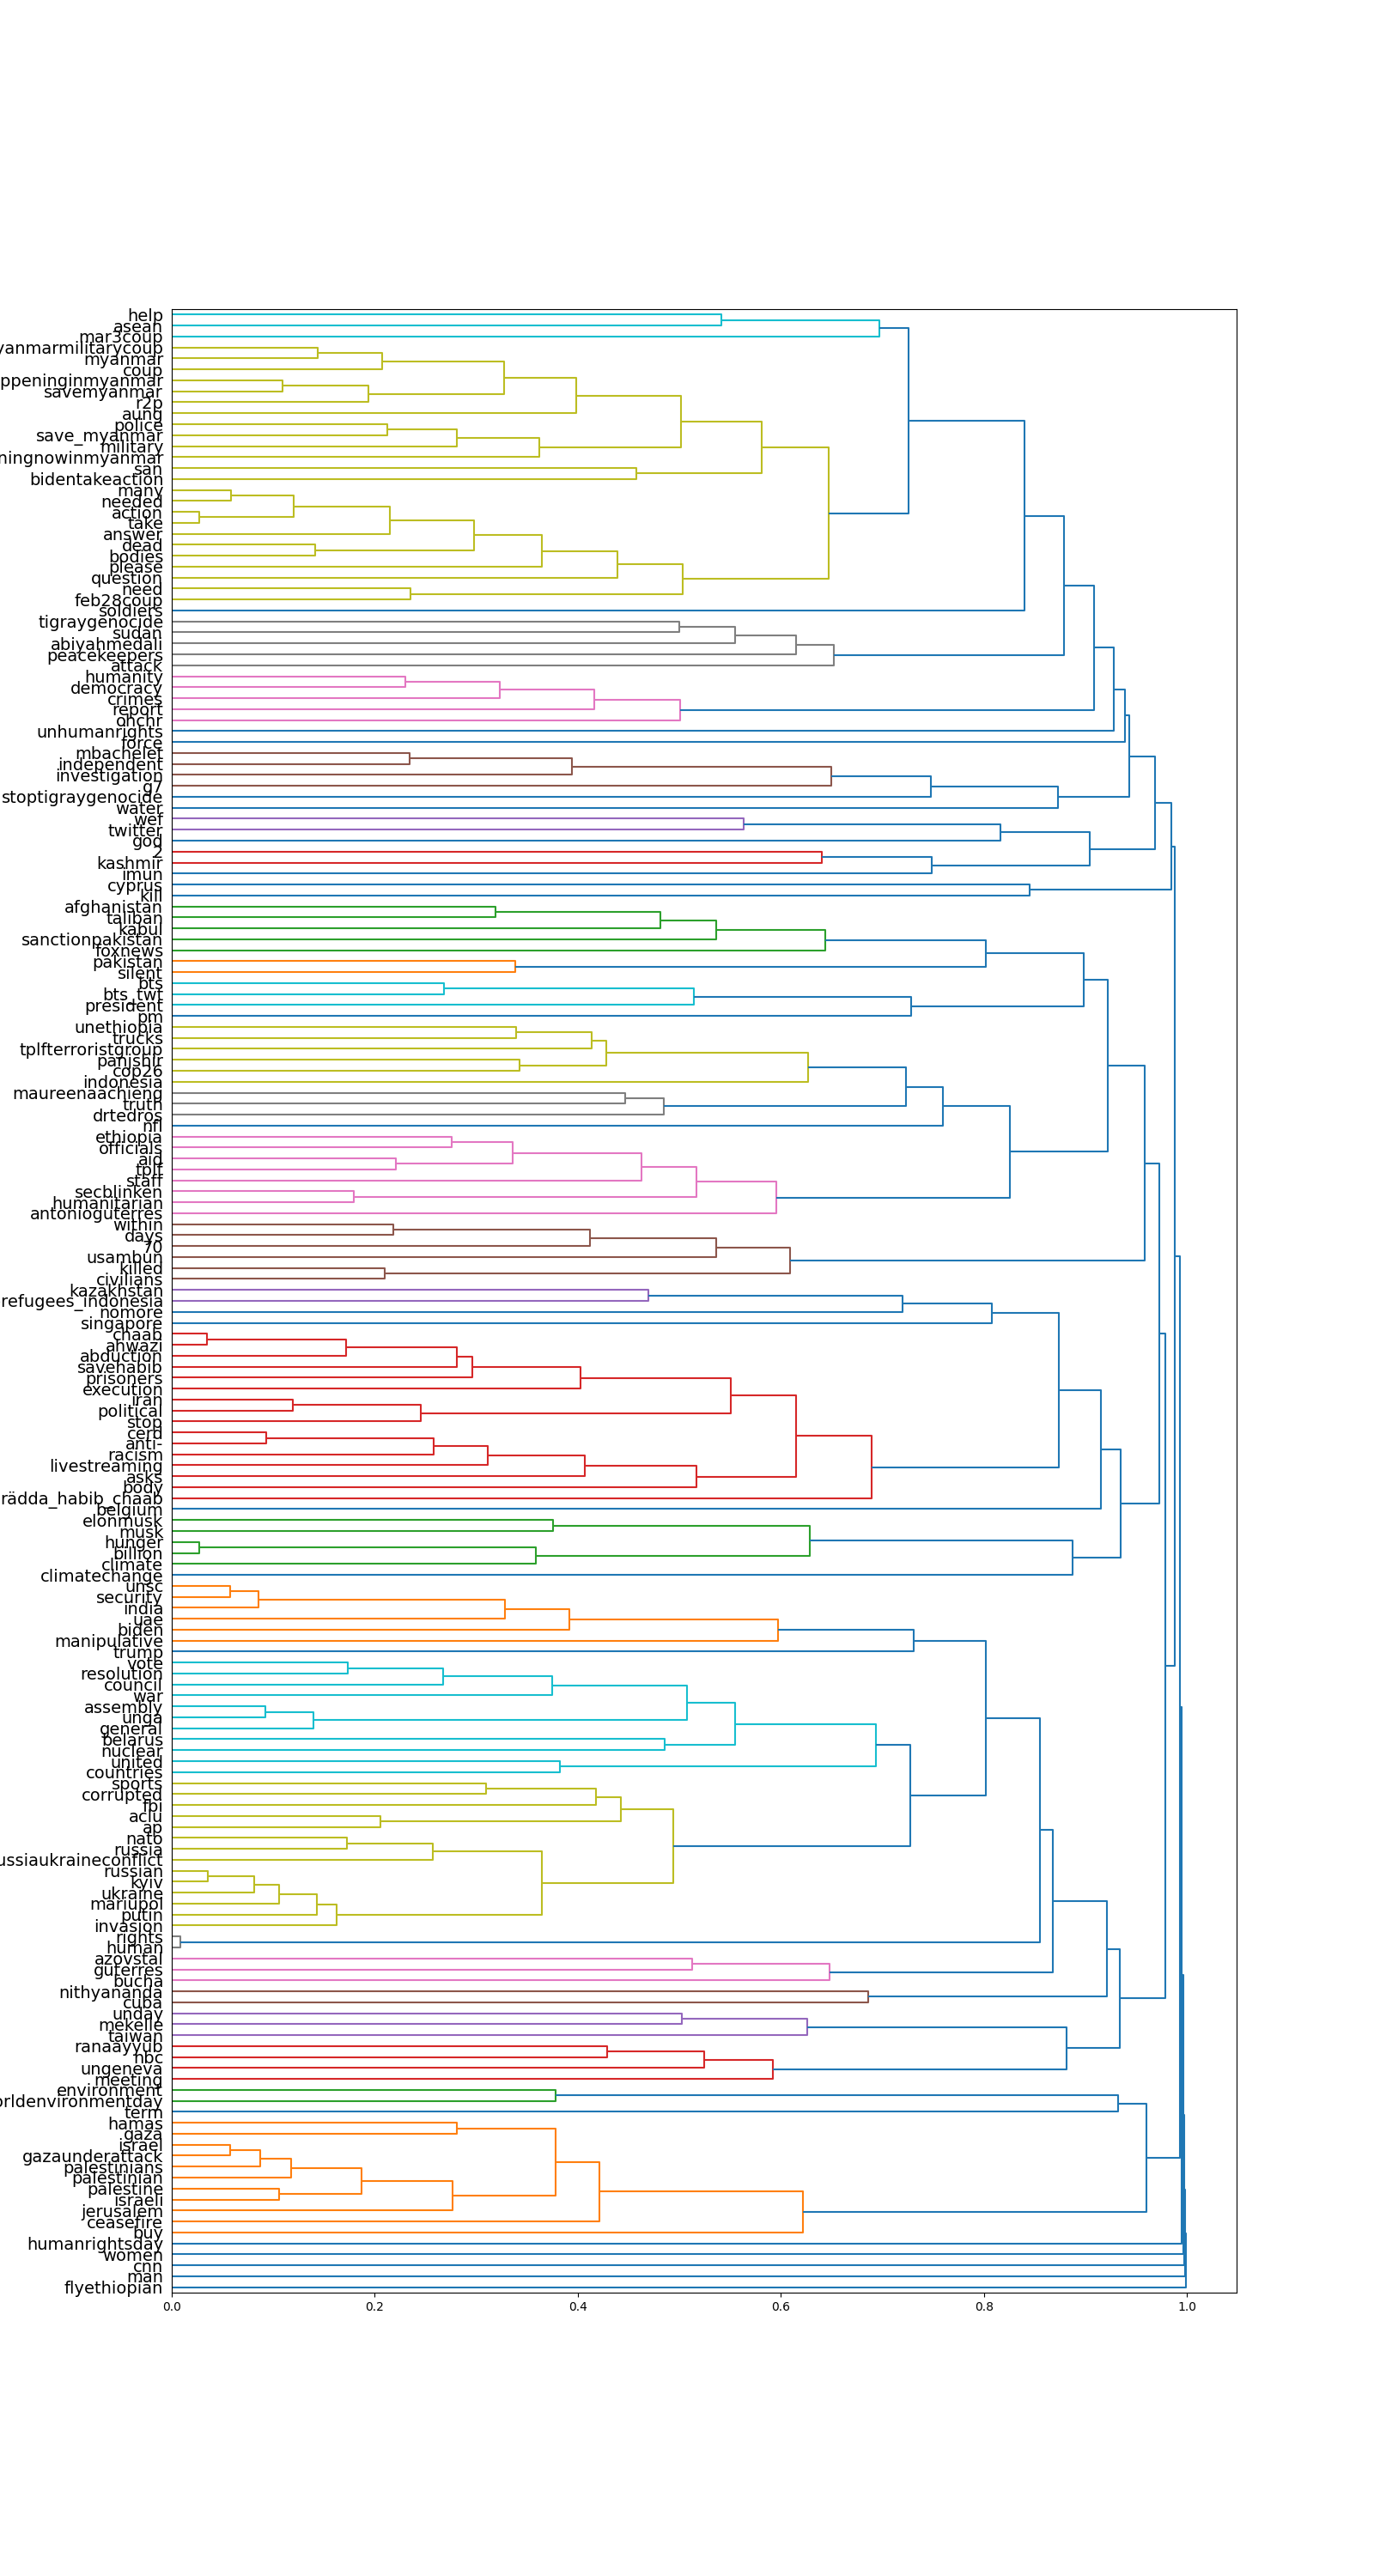 help
asean
mar3coup
yanmarmilitarycoup
myanmar
coup
ppeninginmyanmar
savemyanmar
r2p
aung
police
save_myanmar
military
ningnowinmyanmar
san
bidentakeaction
many
needed
action
take
answer
dead
bodies
please
question
need
feb28coup
soldiers
tigraygenocide
sudan
abiyahmedali
peacekeepers
attack
humanity
democracy
crimes
report
ohchr
unhumanrights
force
mbachelet
independent
investigation
g7
stoptigraygenocide
water
wef
twitter
god
2
kashmir
imun
cyprus
kill
afghanistan
taliban
kabul
sanctionpakistan
foxnews
pakistan
silent
bts
bts_twt
president
pm
unethiopia
trucks
tplfterroristgroup
panjshir
cop26
indonesia
maureenaachieng
truth
drtedros
nfl
ethiopia
officials
aid
tplf
staff
secblinken
humanitarian
antonioguterres
within
days
70
usambun
killed
civilians
kazakhstan
refugees_indonesia
nomore
singapore
chaab
ahwazi
abduction
savehabib
prisoners
execution
iran
political
stop
cerd
anti-
racism
livestreaming
asks
body
rädda_habib_chaab
belgium
elonmusk
musk
hunger
billion
climate
climatechange
unsc
security
india
uae
biden
manipulative
trump
vote
resolution
council
war
assembly
unga
general
belarus
nuclear
united
countries
sports
corrupted
fbi
aclu
ap
nato
russia
ussiaukraineconflict
russian
kyiv
ukraine
mariupol
putin
invasion
rights
human
azovstal
guterres
bucha
nithyananda
cuba
unday
mekelle
taiwan
ranaayyub
nbc
ungeneva
meeting
environment
orldenvironmentday
term
hamas
gaza
israel
gazaunderattack
palestinians
palestinian
palestine
israeli
jerusalem
ceasefire
buy
humanrightsday
women
cnn
man
flyethiopian
0.0 0.2 0.4 0.6 0.8 1.0